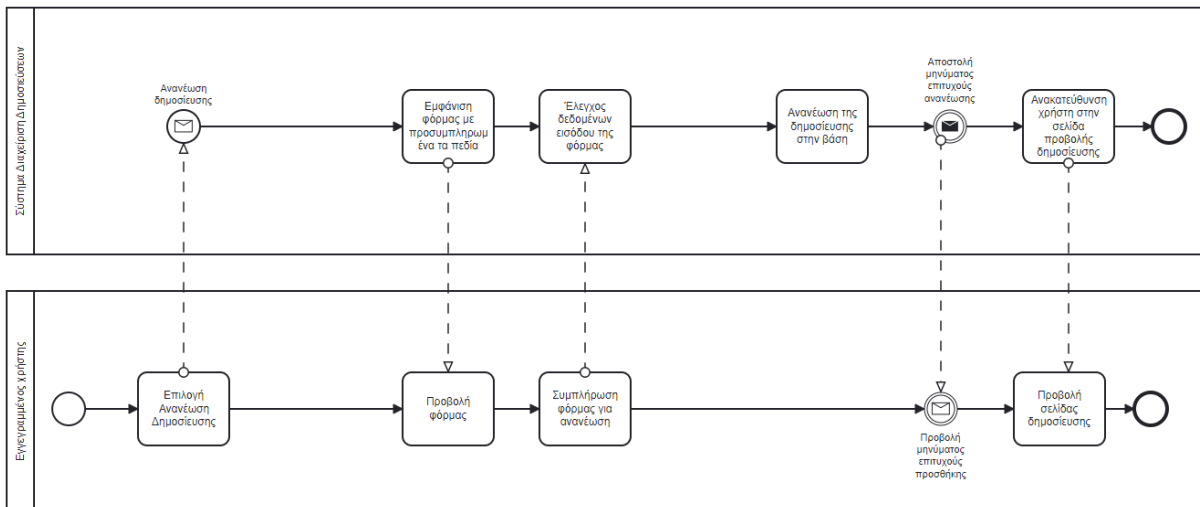 Σύστημα Διαχείριση Δημοσιεύσεων
Ανανέωση
δημοσίευσης
Εμφάνιση
φόρμας με
προσυμπληρωμ
ένα τα πεδία
Έλεγχος
δεδομένων
εισόδου της
φόρμας
Ανανέωση της
δημοσίευσης
στην βάση
Αποστολή
μηνύματος
επιτυχούς
ανανέωσης
Ανακατεύθυνση
χρήστη στην
σελίδα
προβολής
δημοσίευσης
Εγγεγραμμένος χρήστης
Επιλογή
Ανανέωση
Δημοσίευσης
Προβολή
φόρμας
Συμπλήρωση
φόρμας για
ανανέωση
Προβολή
μηνύματος
επιτυχούς
προσθήκης
Προβολή
σελίδας
δημοσίευσης